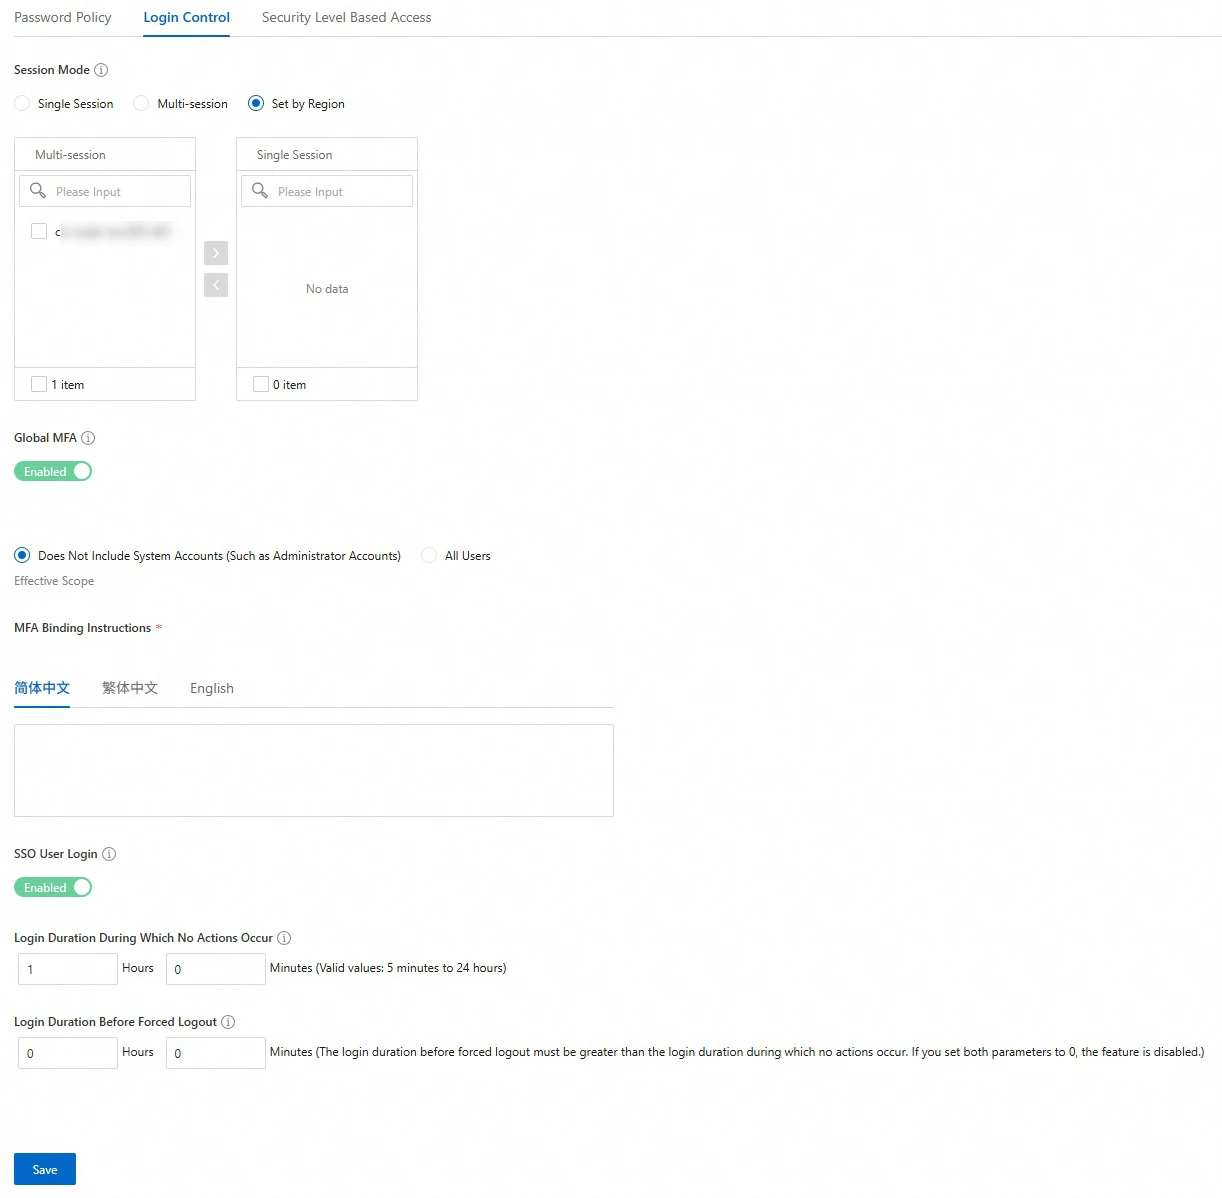 Password Policy Login Control Security Level Based Access
Session Mode
Single Session Multi-session Set by Region
Multi-session Single Session
Please Input Please Input
No data
1 item 0 item
Global MFA
Enabled
Does Not Include System Accounts (Such as Administrator Accounts) All Users
Effective Scope
MFA Binding Instructions *
简体中文 繁体中文 English
SSO User Login
Enabled
Login Duration During Which No Actions Occur
1 Hours 0 Minutes (Valid values: 5 minutes to 24 hours)
Login Duration Before Forced Logout
0 Hours 0 Minutes (The login duration before forced logout must be greater than the login duration during which no actions occur. If you set both parameters to 0, the feature is disabled.)
Save